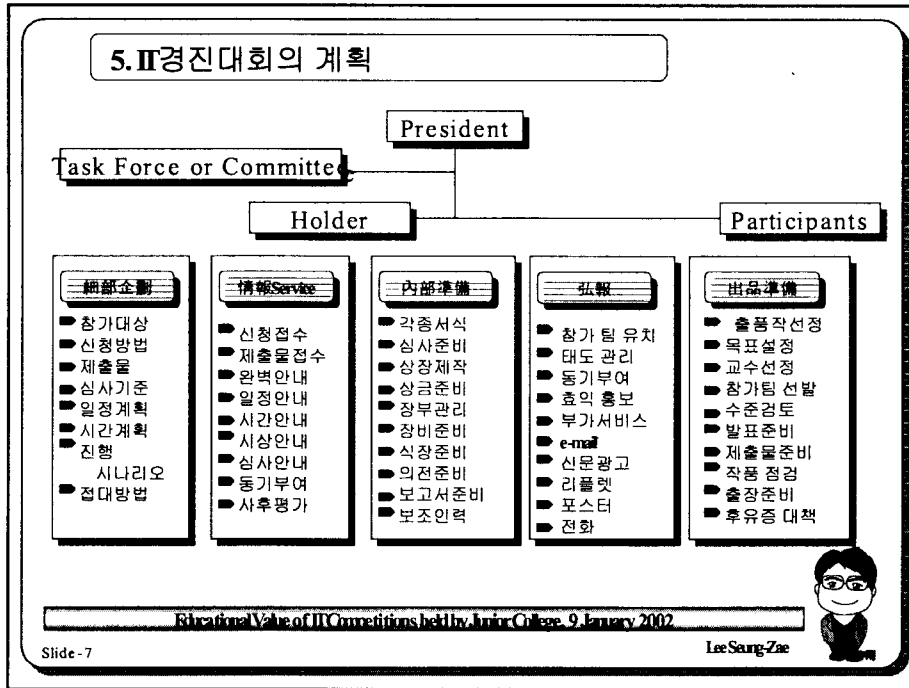 5. IT경진대회의 계획
President
Task Force or Committee
Holder
Participants
細部企劃
참가대상
신청방법
제출물
심사기준
일정계획
시간계획
진행
시나리오
접대방법
情報Service
신청접수
제출물접수
완벽안내
일정안내
시간안내
시상안내
심사안내
동기부여
사후평가
內部準備
각종서식
심사준비
상장제작
상금준비
장부관리
장비준비
식장준비
의전준비
보고서준비
보조인력
弘報
참가 팀 유치
태도 관리
동기부여
효익 홍보
부가서비스
e-mail
신문광고
리플렛
포스터
전화
出品準備
출품작선정
목표설정
교수선정
참가팀 선발
수준검토
발표준비
제출물준비
작품 점검
출장준비
후유증 대책
Educational Value of IT Competitions held by Junior College, 9 January 2002
Slide-7
Lee Seung-Zae